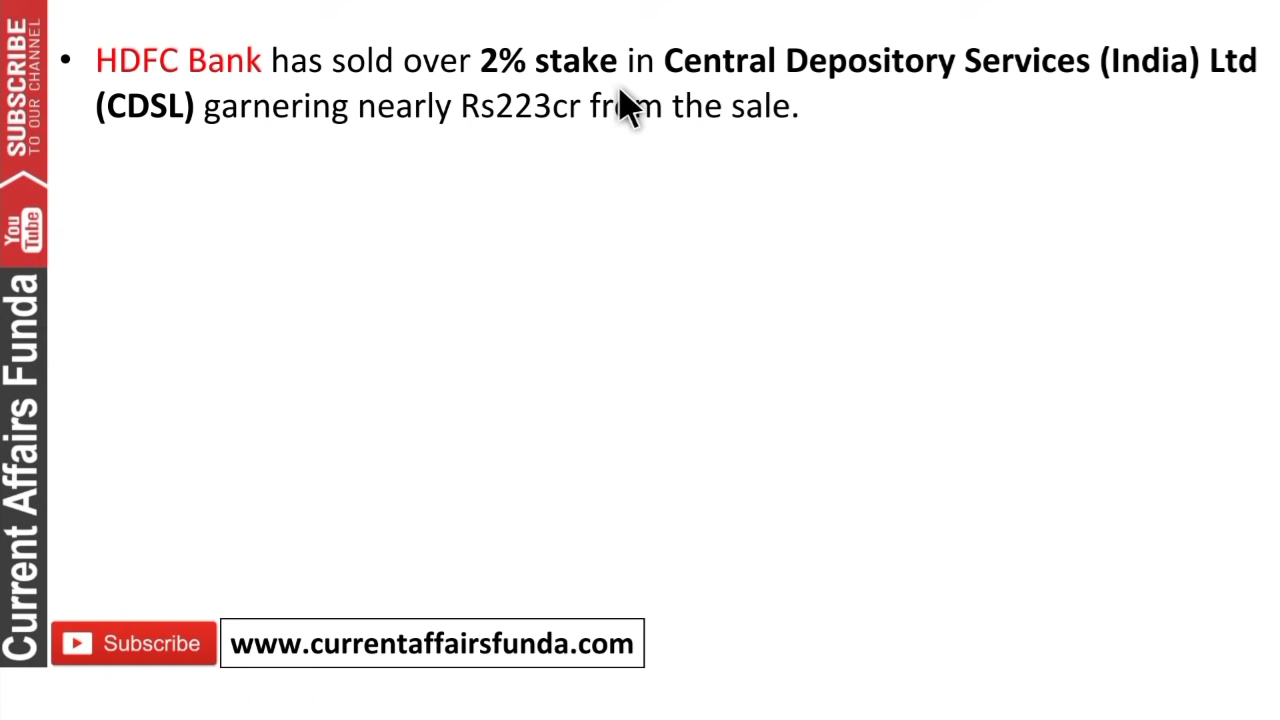 • HDFC Bank has sold over 2% stake in Central Depository Services (India) Ltd
(CDSL) garnering nearly Rs223cr from the sale.
SUBSCRIBE
TO OUR CHANNEL
You
Tube
Current Affairs Funda
Subscribe
www.currentaffairsfunda.com